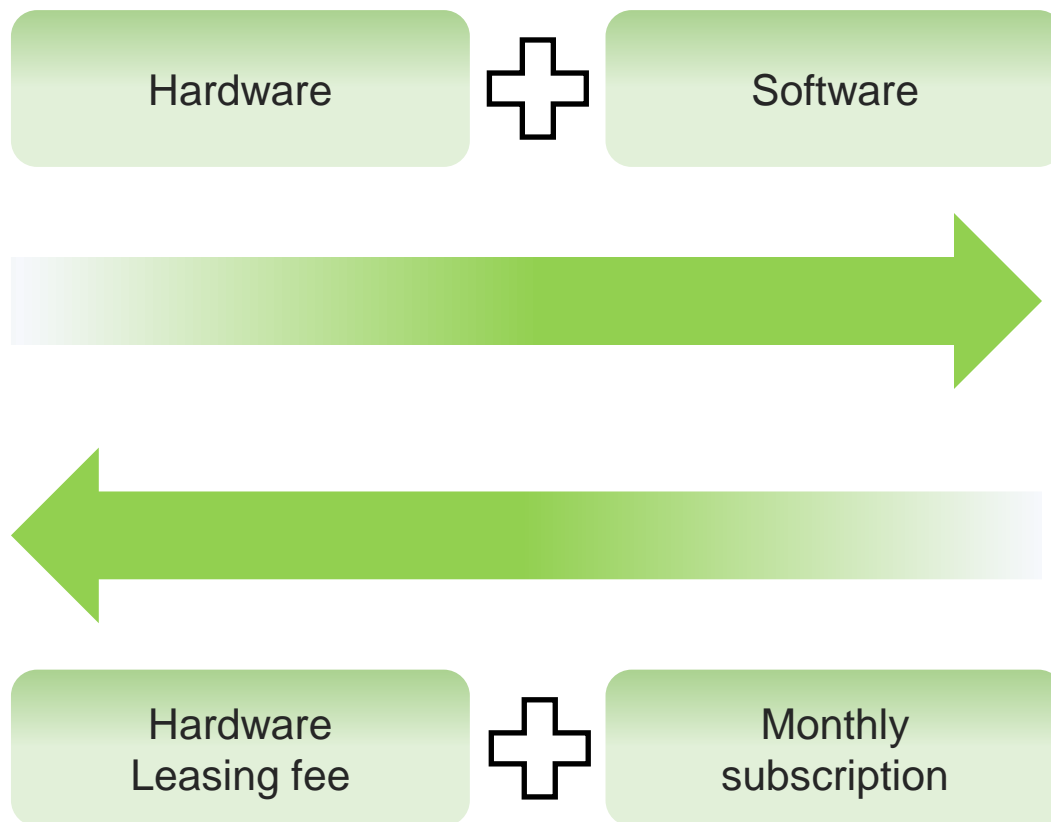 Hardware
Software
Hardware
Leasing fee
Monthly
subscription